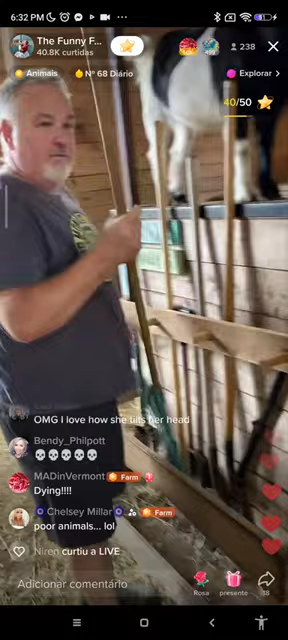 6:32 PM
The Funny F...
40.8K curtidas
238
Animais
Nº 68 Diário
Explorar >
40/50
OMG I love how she tilts her head
Bendy_Philpott
💀💀💀💀💀
MADinVermont Farm
Dying!!!!
Chelsey Millar Farm
poor animals... lol
Niren curtiu a LIVE
Adicionar comentário
Rosa
presente
18